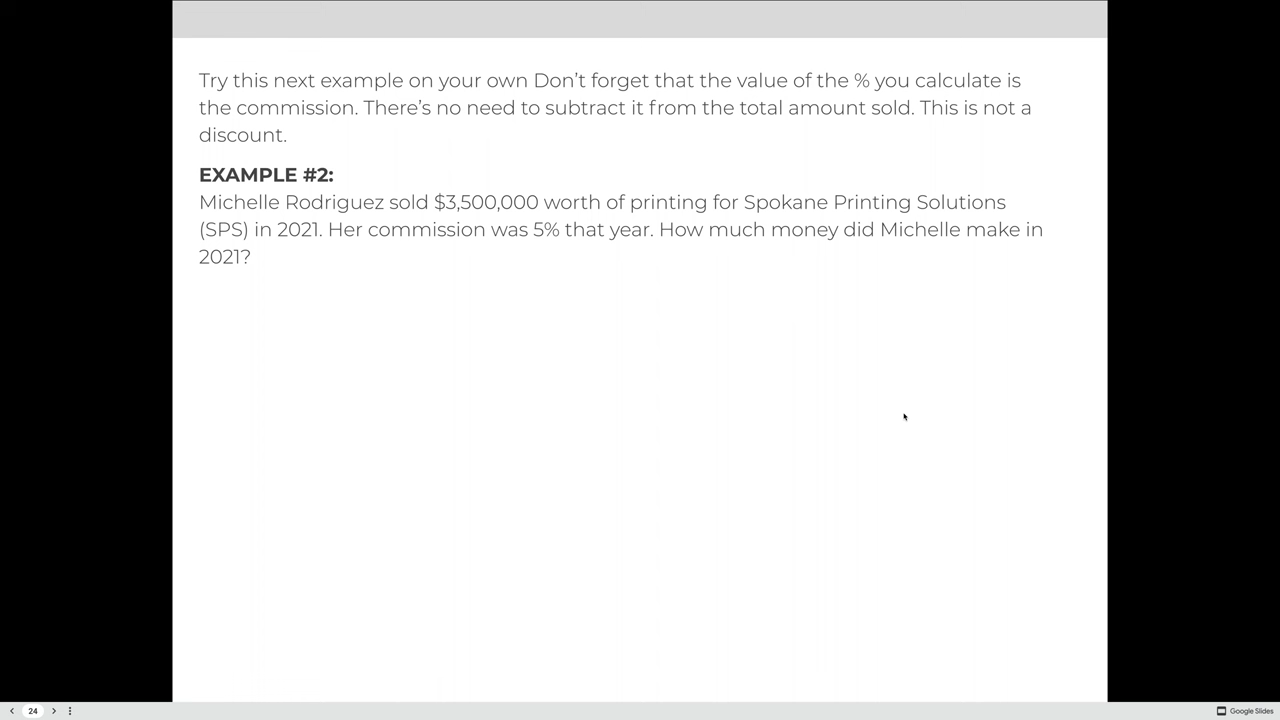 Try this next example on your own Don’t forget that the value of the % you calculate is
the commission. There’s no need to subtract it from the total amount sold. This is not a
discount.
EXAMPLE #2:
Michelle Rodriguez sold $3,500,000 worth of printing for Spokane Printing Solutions
(SPS) in 2021. Her commission was 5% that year. How much money did Michelle make in
2021?
24
Google Slides